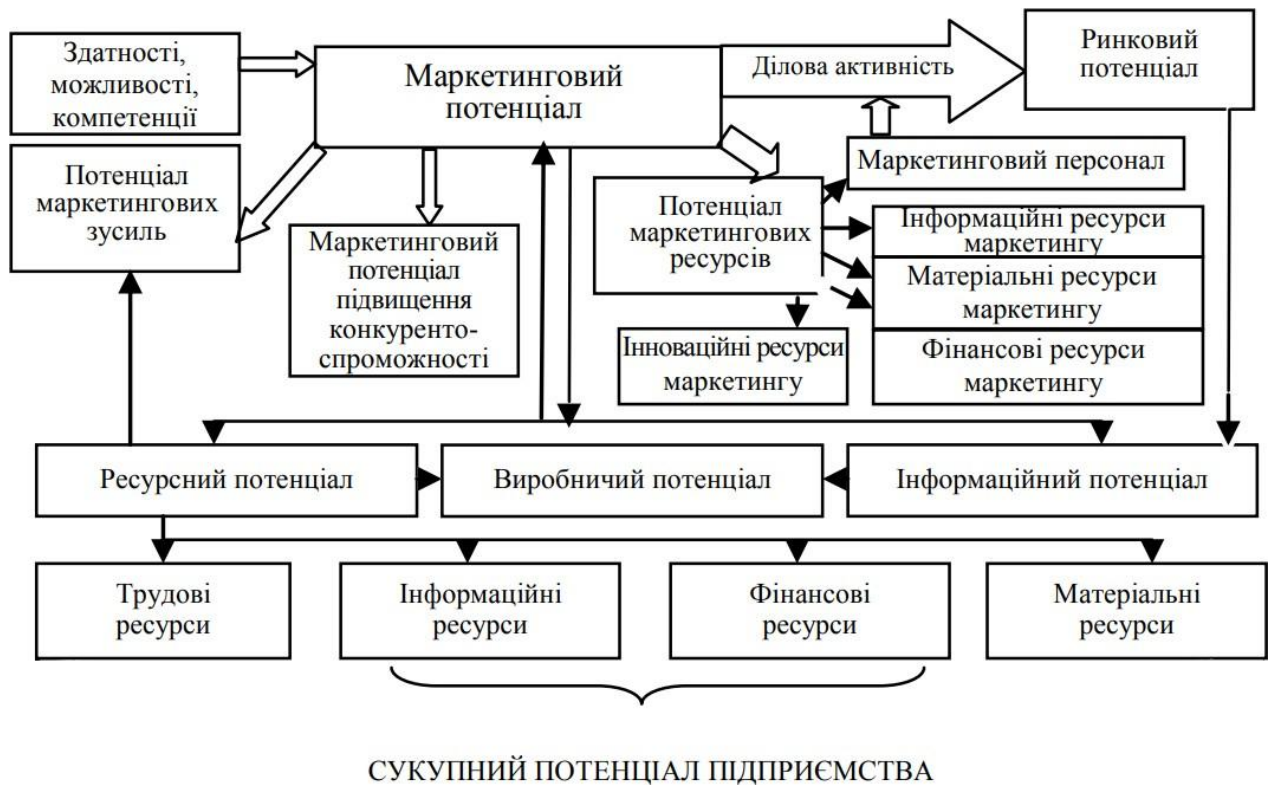 Здатності,
можливості,
компетенції
Маркетинговий
потенціал
Ділова активність
Ринковий
потенціал
Потенціал
маркетингових
зусиль
Маркетинговий
потенціал
підвищення
конкуренто-
спроможності
Потенціал
маркетингових
ресурсів
Маркетинговий персонал
Інформаційні ресурси
маркетингу
Матеріальні ресурси
маркетингу
Фінансові ресурси
маркетингу
Інноваційні ресурси
маркетингу
Ресурсний потенціал
Виробничий потенціал
Інформаційний потенціал
Трудові
ресурси
Інформаційні
ресурси
Фінансові
ресурси
Матеріальні
ресурси
СУКУПНИЙ ПОТЕНЦІАЛ ПІДПРИЄМСТВА